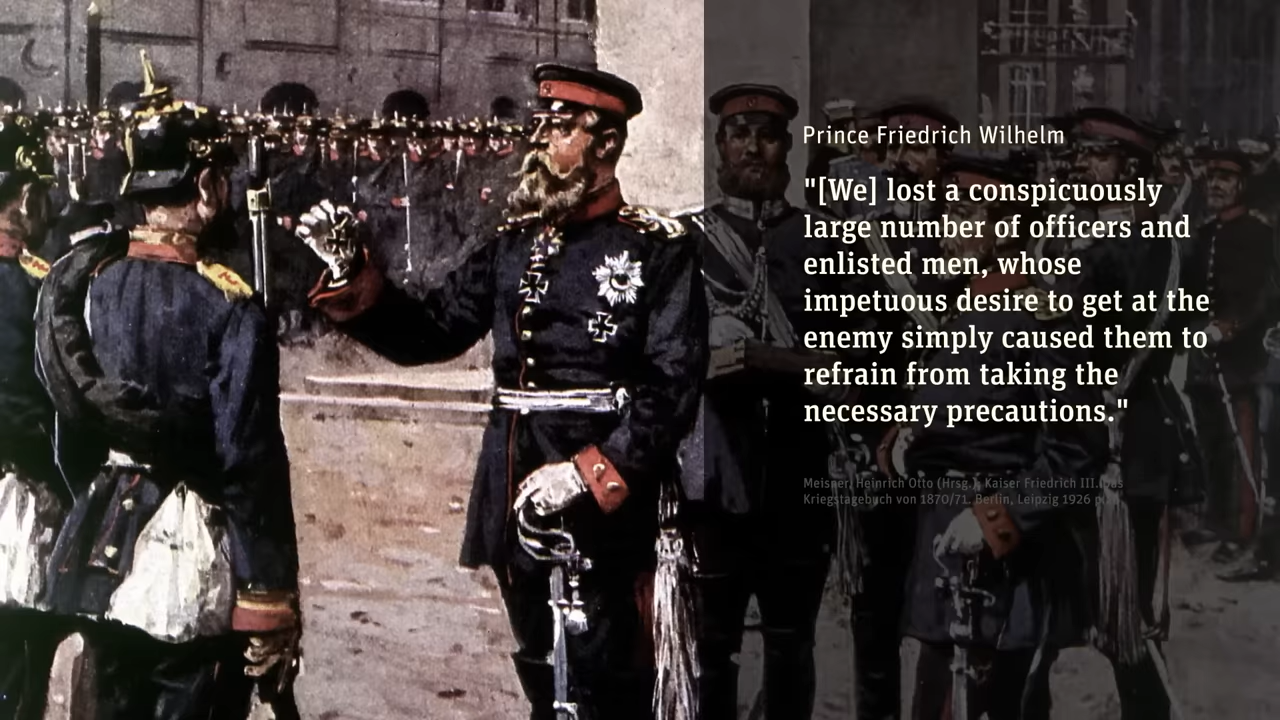 Prince Friedrich Wilhelm
"[We] lost a conspicuously
large number of officers and
enlisted men, whose
impetuous desire to get at the
enemy simply caused them to
refrain from taking the
necessary precautions."
Meisner, Heinrich Otto (Hrsg.), Kaiser Friedrich III. Das
Kriegstagebuch von 1870/71. Berlin, Leipzig 1926